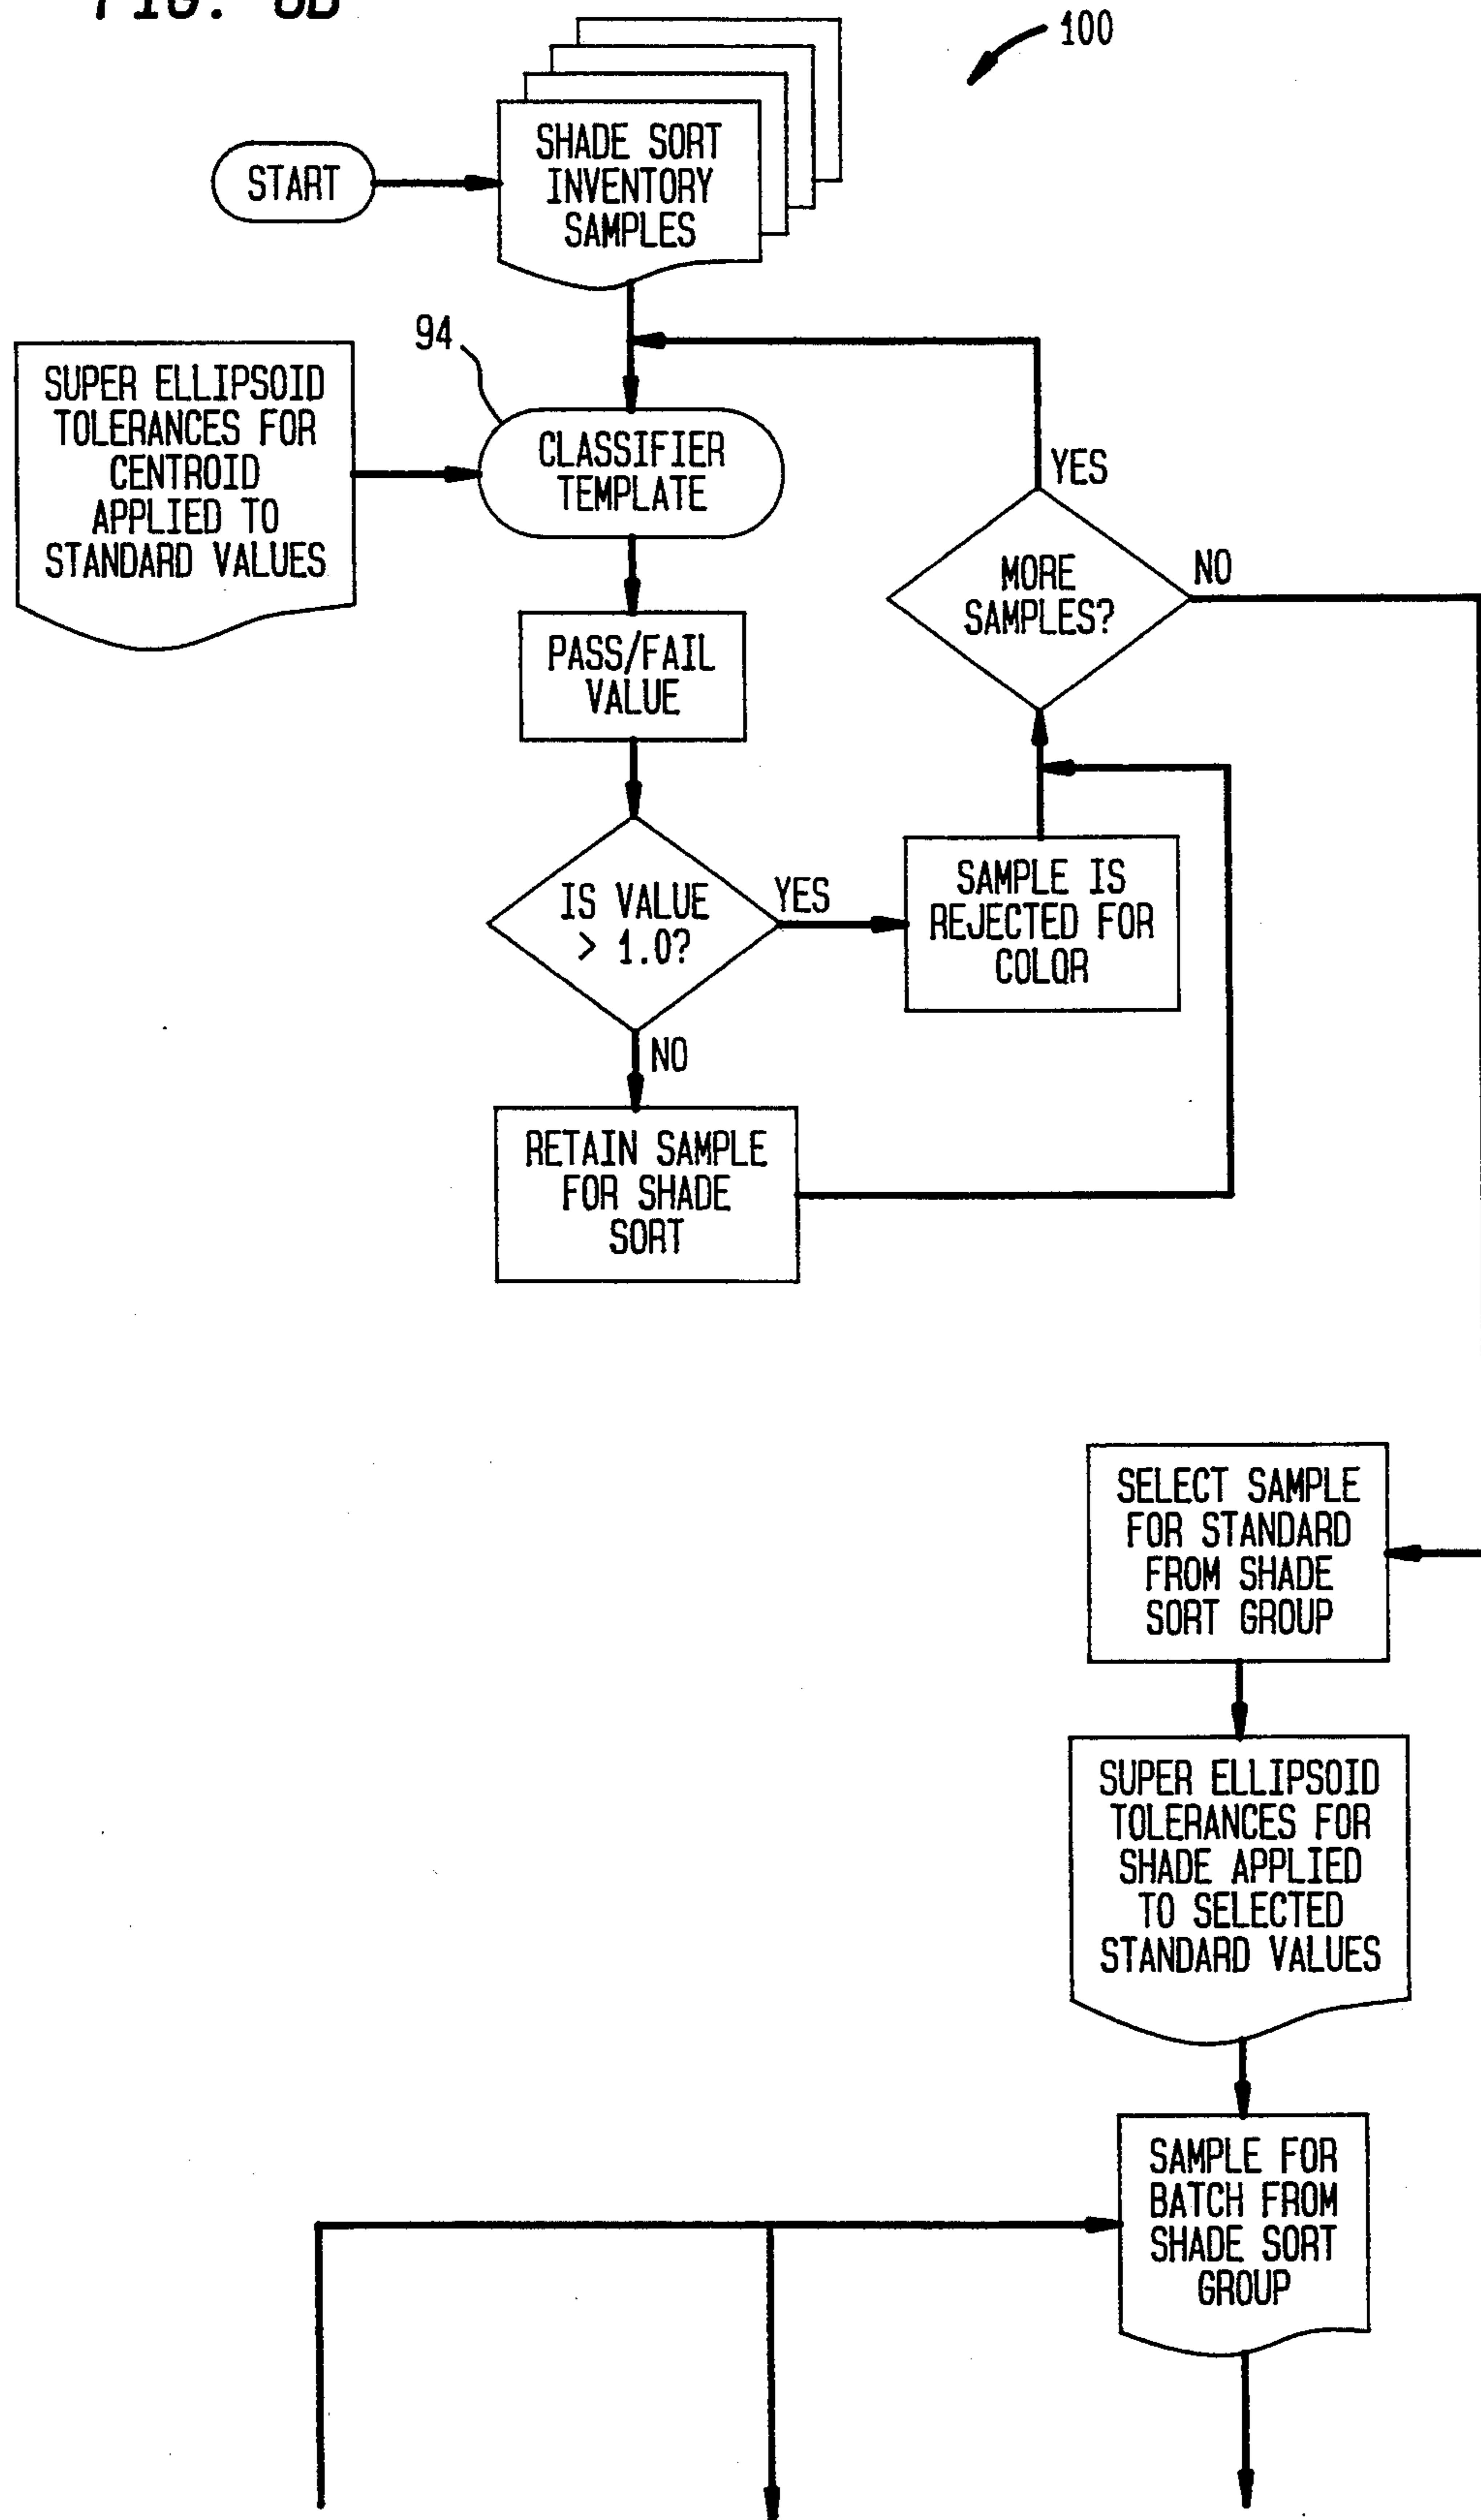 100
SHADE SORT
INVENTORY
SAMPLES
START
94
SUPER ELLIPSOID
TOLERANCES FOR
CENTROID
APPLIED TO
STANDARD VALUES
CLASSIFIER
TEMPLATE
YES
MORE
SAMPLES?
NO
PASS/FAIL
VALUE
IS VALUE
> 1.0?
YES
SAMPLE IS
REJECTED FOR
COLOR
NO
RETAIN SAMPLE
FOR SHADE
SORT
SELECT SAMPLE
FOR STANDARD
FROM SHADE
SORT GROUP
SUPER ELLIPSOID
TOLERANCES FOR
SHADE APPLIED
TO SELECTED
STANDARD VALUES
SAMPLE FOR
BATCH FROM
SHADE SORT
GROUP